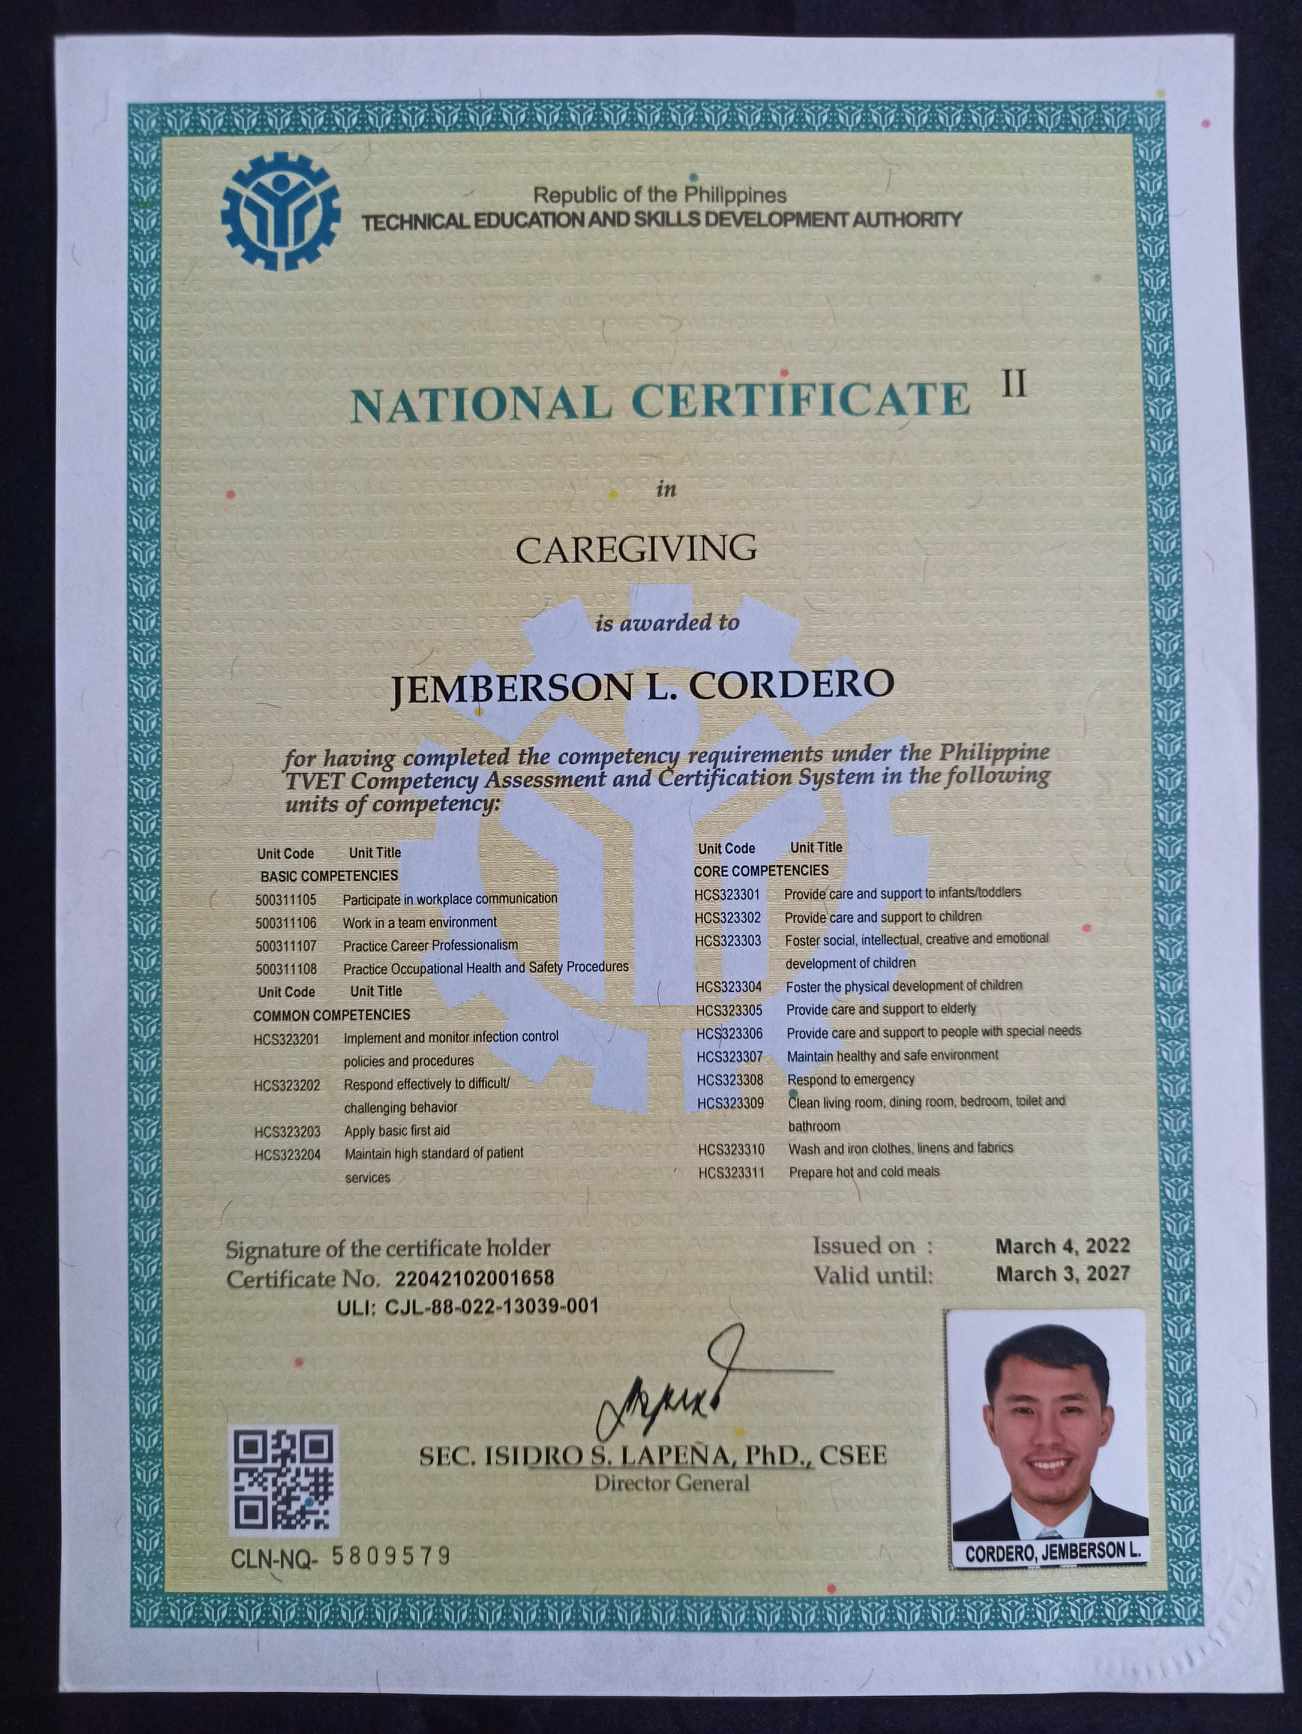 Republic of the Philippines
TECHNICAL EDUCATION AND SKILLS DEVELOPMENT AUTHORITY
NATIONAL CERTIFICATE II
in
CAREGIVING
is awarded to
JEMBERSON L. CORDERO
for having completed the competency requirements under the Philippine
TVET Competency Assessment and Certification System in the following
units of competency:
Unit Code Unit Title
BASIC COMPETENCIES
500311105 Participate in workplace communication
500311106 Work in a team environment
500311107 Practice Career Professionalism
500311108 Practice Occupational Health and Safety Procedures
Unit Code Unit Title
COMMON COMPETENCIES
HCS323201 Implement and monitor infection control
policies and procedures
HCS323202 Respond effectively to difficult/
challenging behavior
HCS323203 Apply basic first aid
HCS323204 Maintain high standard of patient
services
Unit Code Unit Title
CORE COMPETENCIES
HCS323301 Provide care and support to infants/toddlers
HCS323302 Provide care and support to children
HCS323303 Foster social, intellectual, creative and emotional
development of children
HCS323304 Foster the physical development of children
HCS323305 Provide care and support to elderly
HCS323306 Provide care and support to people with special needs
HCS323307 Maintain healthy and safe environment
HCS323308 Respond to emergency
HCS323309 Clean living room, dining room, bedroom, toilet and
bathroom
HCS323310 Wash and iron clothes, linens and fabrics
HCS323311 Prepare hot and cold meals
Signature of the certificate holder
Certificate No. 22042102001658
ULI: CJL-88-022-13039-001
Issued on : March 4, 2022
Valid until: March 3, 2027
SEC. ISIDRO S. LAPEÑA, PhD., CSEE
Director General
CLN-NQ- 5809579
CORDERO, JEMBERSON L.